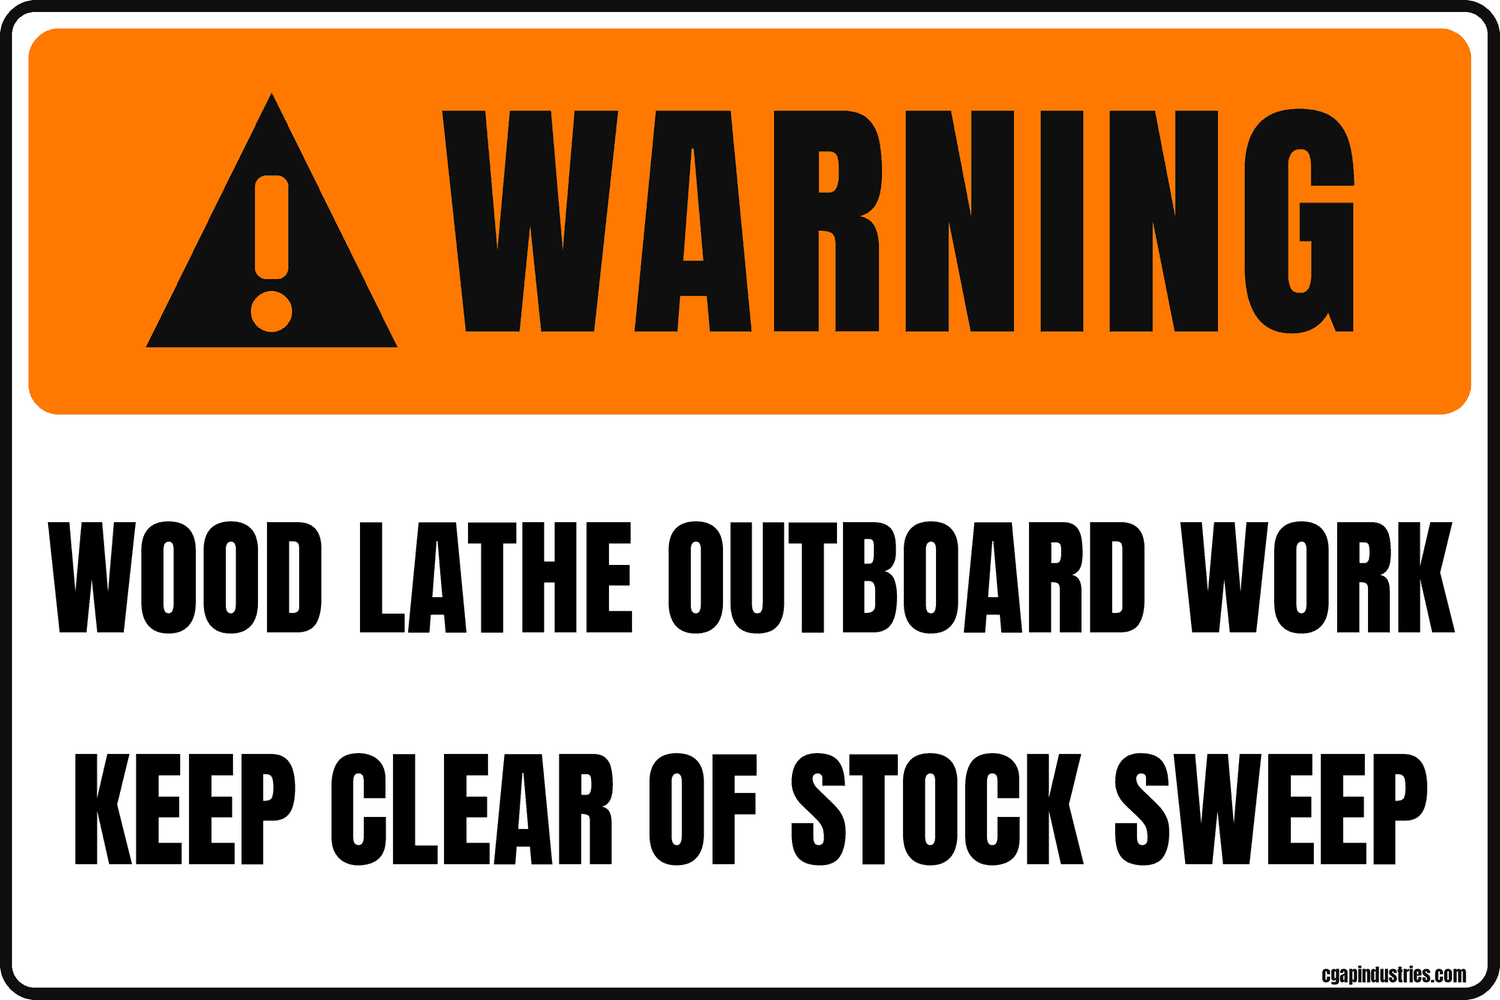 WARNING
WOOD LATHE OUTBOARD WORK
KEEP CLEAR OF STOCK SWEEP
cgapindustries.com